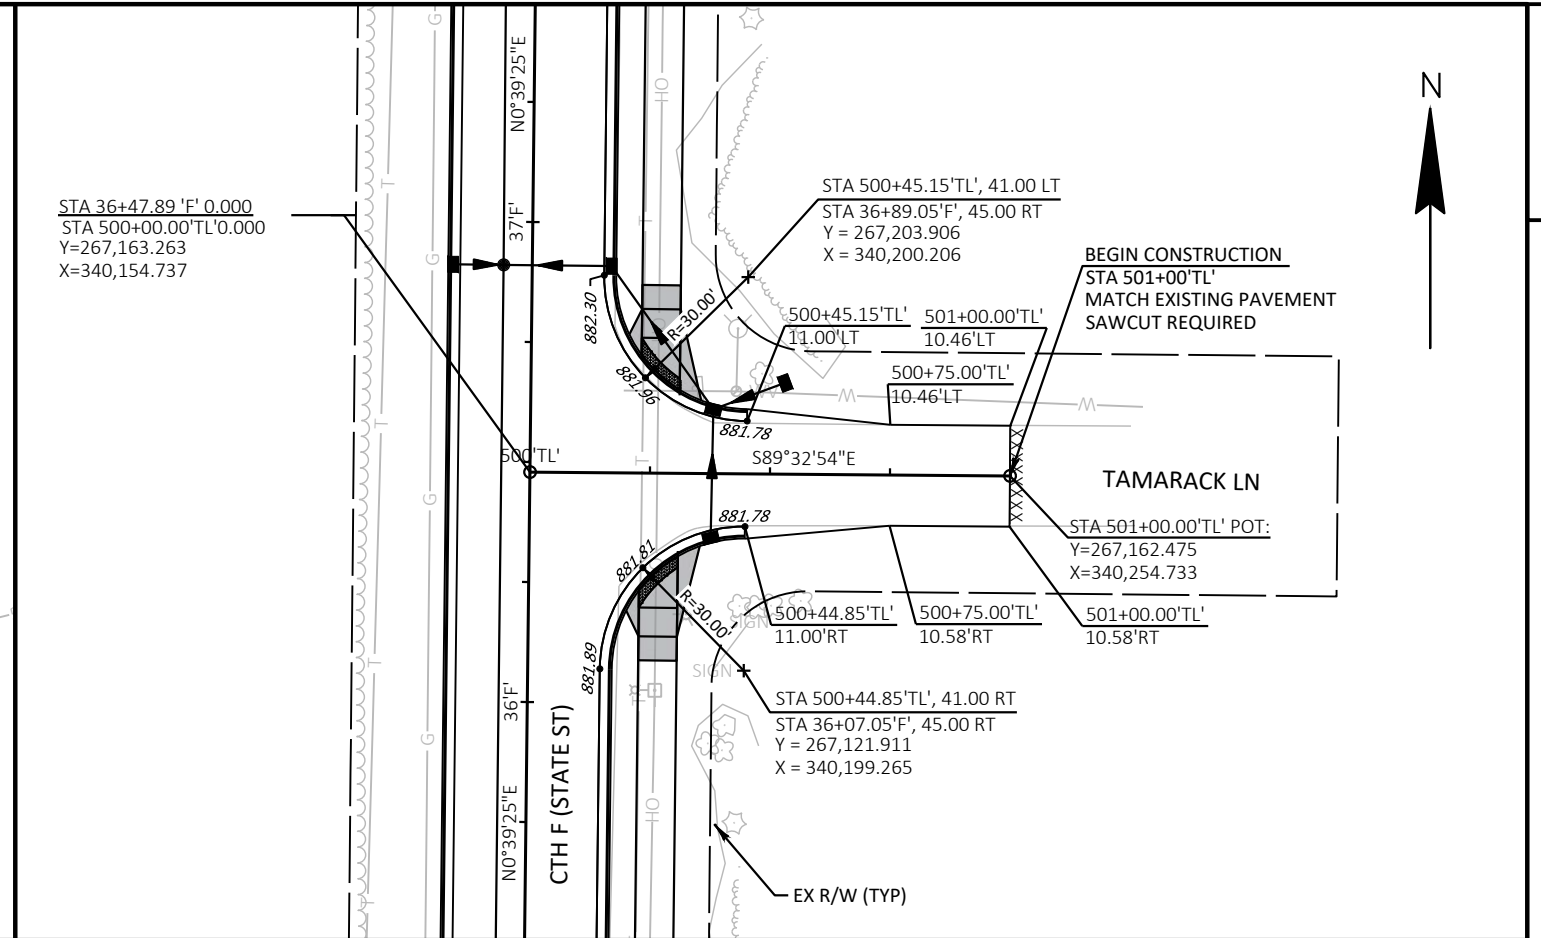 N
N0°39'25"E
37'F'
STA 36+47.89 'F' 0.000
STA 500+00.00'TL'0.000
Y=267,163.263
X=340,154.737
STA 500+45.15'TL', 41.00 LT
STA 36+89.05'F', 45.00 RT
Y = 267,203.906
X = 340,200.206
BEGIN CONSTRUCTION
STA 501+00'TL'
MATCH EXISTING PAVEMENT
SAWCUT REQUIRED
500+45.15'TL'
11.00'LT
501+00.00'TL'
10.46'LT
500+75.00'TL'
10.46'LT
R=30.00'
882.30
881.96
881.78
500'TL'
S89°32'54"E
TAMARACK LN
881.78
881.81
881.89
R=30.00'
STA 501+00.00'TL' POT:
Y=267,162.475
X=340,254.733
500+44.85'TL'
11.00'RT
500+75.00'TL'
10.58'RT
501+00.00'TL'
10.58'RT
SIGN
SIGN
STA 500+44.85'TL', 41.00 RT
STA 36+07.05'F', 45.00 RT
Y = 267,121.911
X = 340,199.265
36'F'
CTH F (STATE ST)
N0°39'25"E
EX R/W (TYP)
G
G
G
G
T
T
T
T
T
T
OH
OH
W
W
W